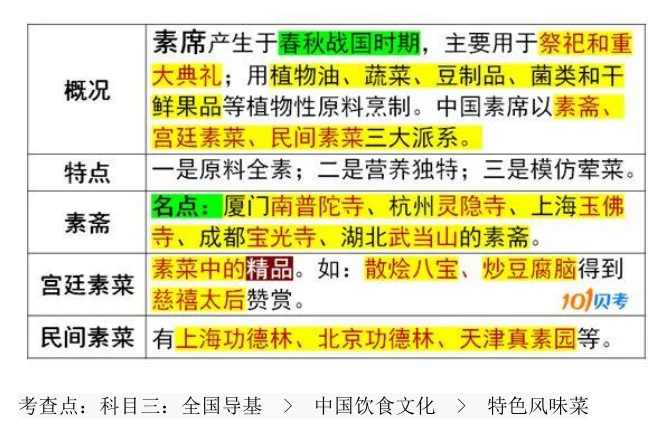 概况
素席产生于春秋战国时期，主要用于祭祀和重
大典礼；用植物油、蔬菜、豆制品、菌类和干
鲜果品等植物性原料烹制。中国素席以素斋、
宫廷素菜、民间素菜三大派系。
特点
一是原料全素；二是营养独特；三是模仿荤菜。
素斋
名点：厦门南普陀寺、杭州灵隐寺、上海玉佛
寺、成都宝光寺、湖北武当山的素斋。
宫廷素菜
素菜中的精品。如：散烩八宝、炒豆腐脑得到
慈禧太后赞赏。
101贝考
民间素菜
有上海功德林、北京功德林、天津真素园等。
考查点：科目三：全国导基 > 中国饮食文化 > 特色风味菜